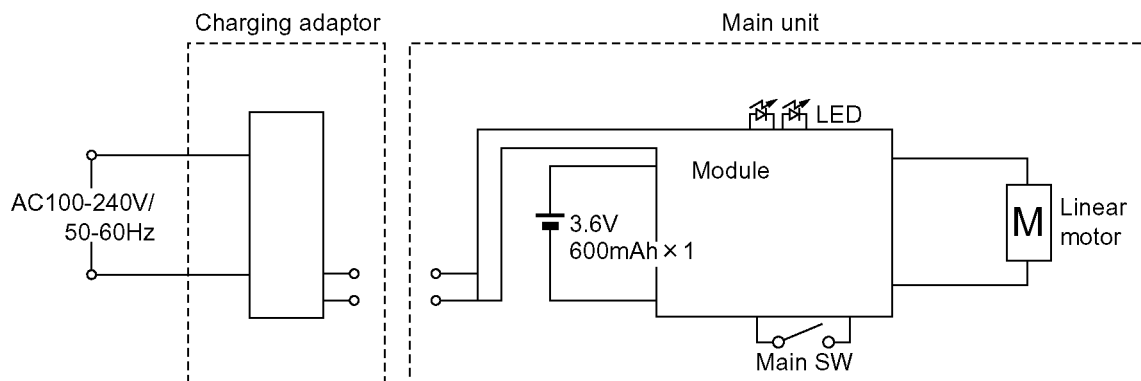 Charging adaptor
Main unit
LED
Module
AC100-240V/
50-60Hz
3.6V
600mAh × 1
M
Linear
motor
Main SW